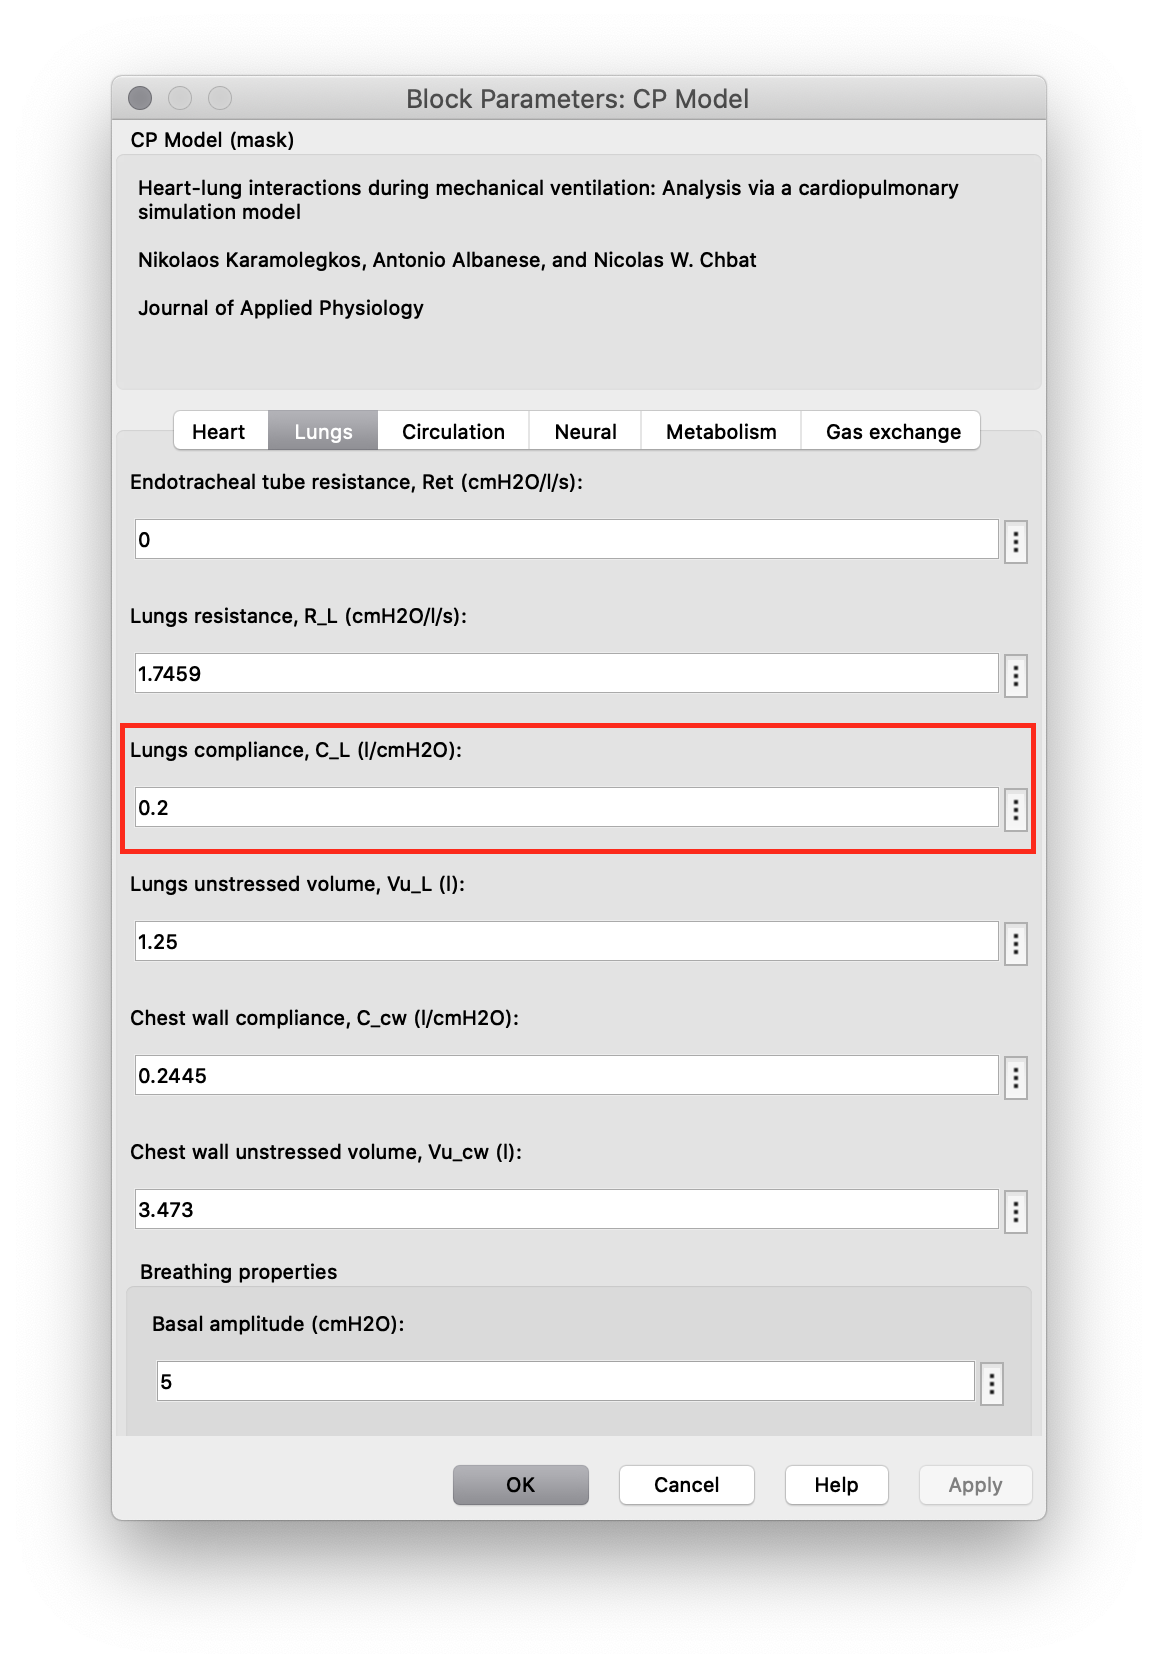 Block Parameters: CP Model
CP Model (mask)
Heart-lung interactions during mechanical ventilation: Analysis via a cardiopulmonary
simulation model
Nikolaos Karamolegkos, Antonio Albanese, and Nicolas W. Chbat
Journal of Applied Physiology
Heart Lungs Circulation Neural Metabolism Gas exchange
Endotracheal tube resistance, Ret (cmH2O/l/s):
0
Lungs resistance, R_L (cmH2O/l/s):
1.7459
Lungs compliance, C_L (l/cmH2O):
0.2
Lungs unstressed volume, Vu_L (l):
1.25
Chest wall compliance, C_cw (l/cmH2O):
0.2445
Chest wall unstressed volume, Vu_cw (l):
3.473
Breathing properties
Basal amplitude (cmH2O):
5
OK Cancel Help Apply